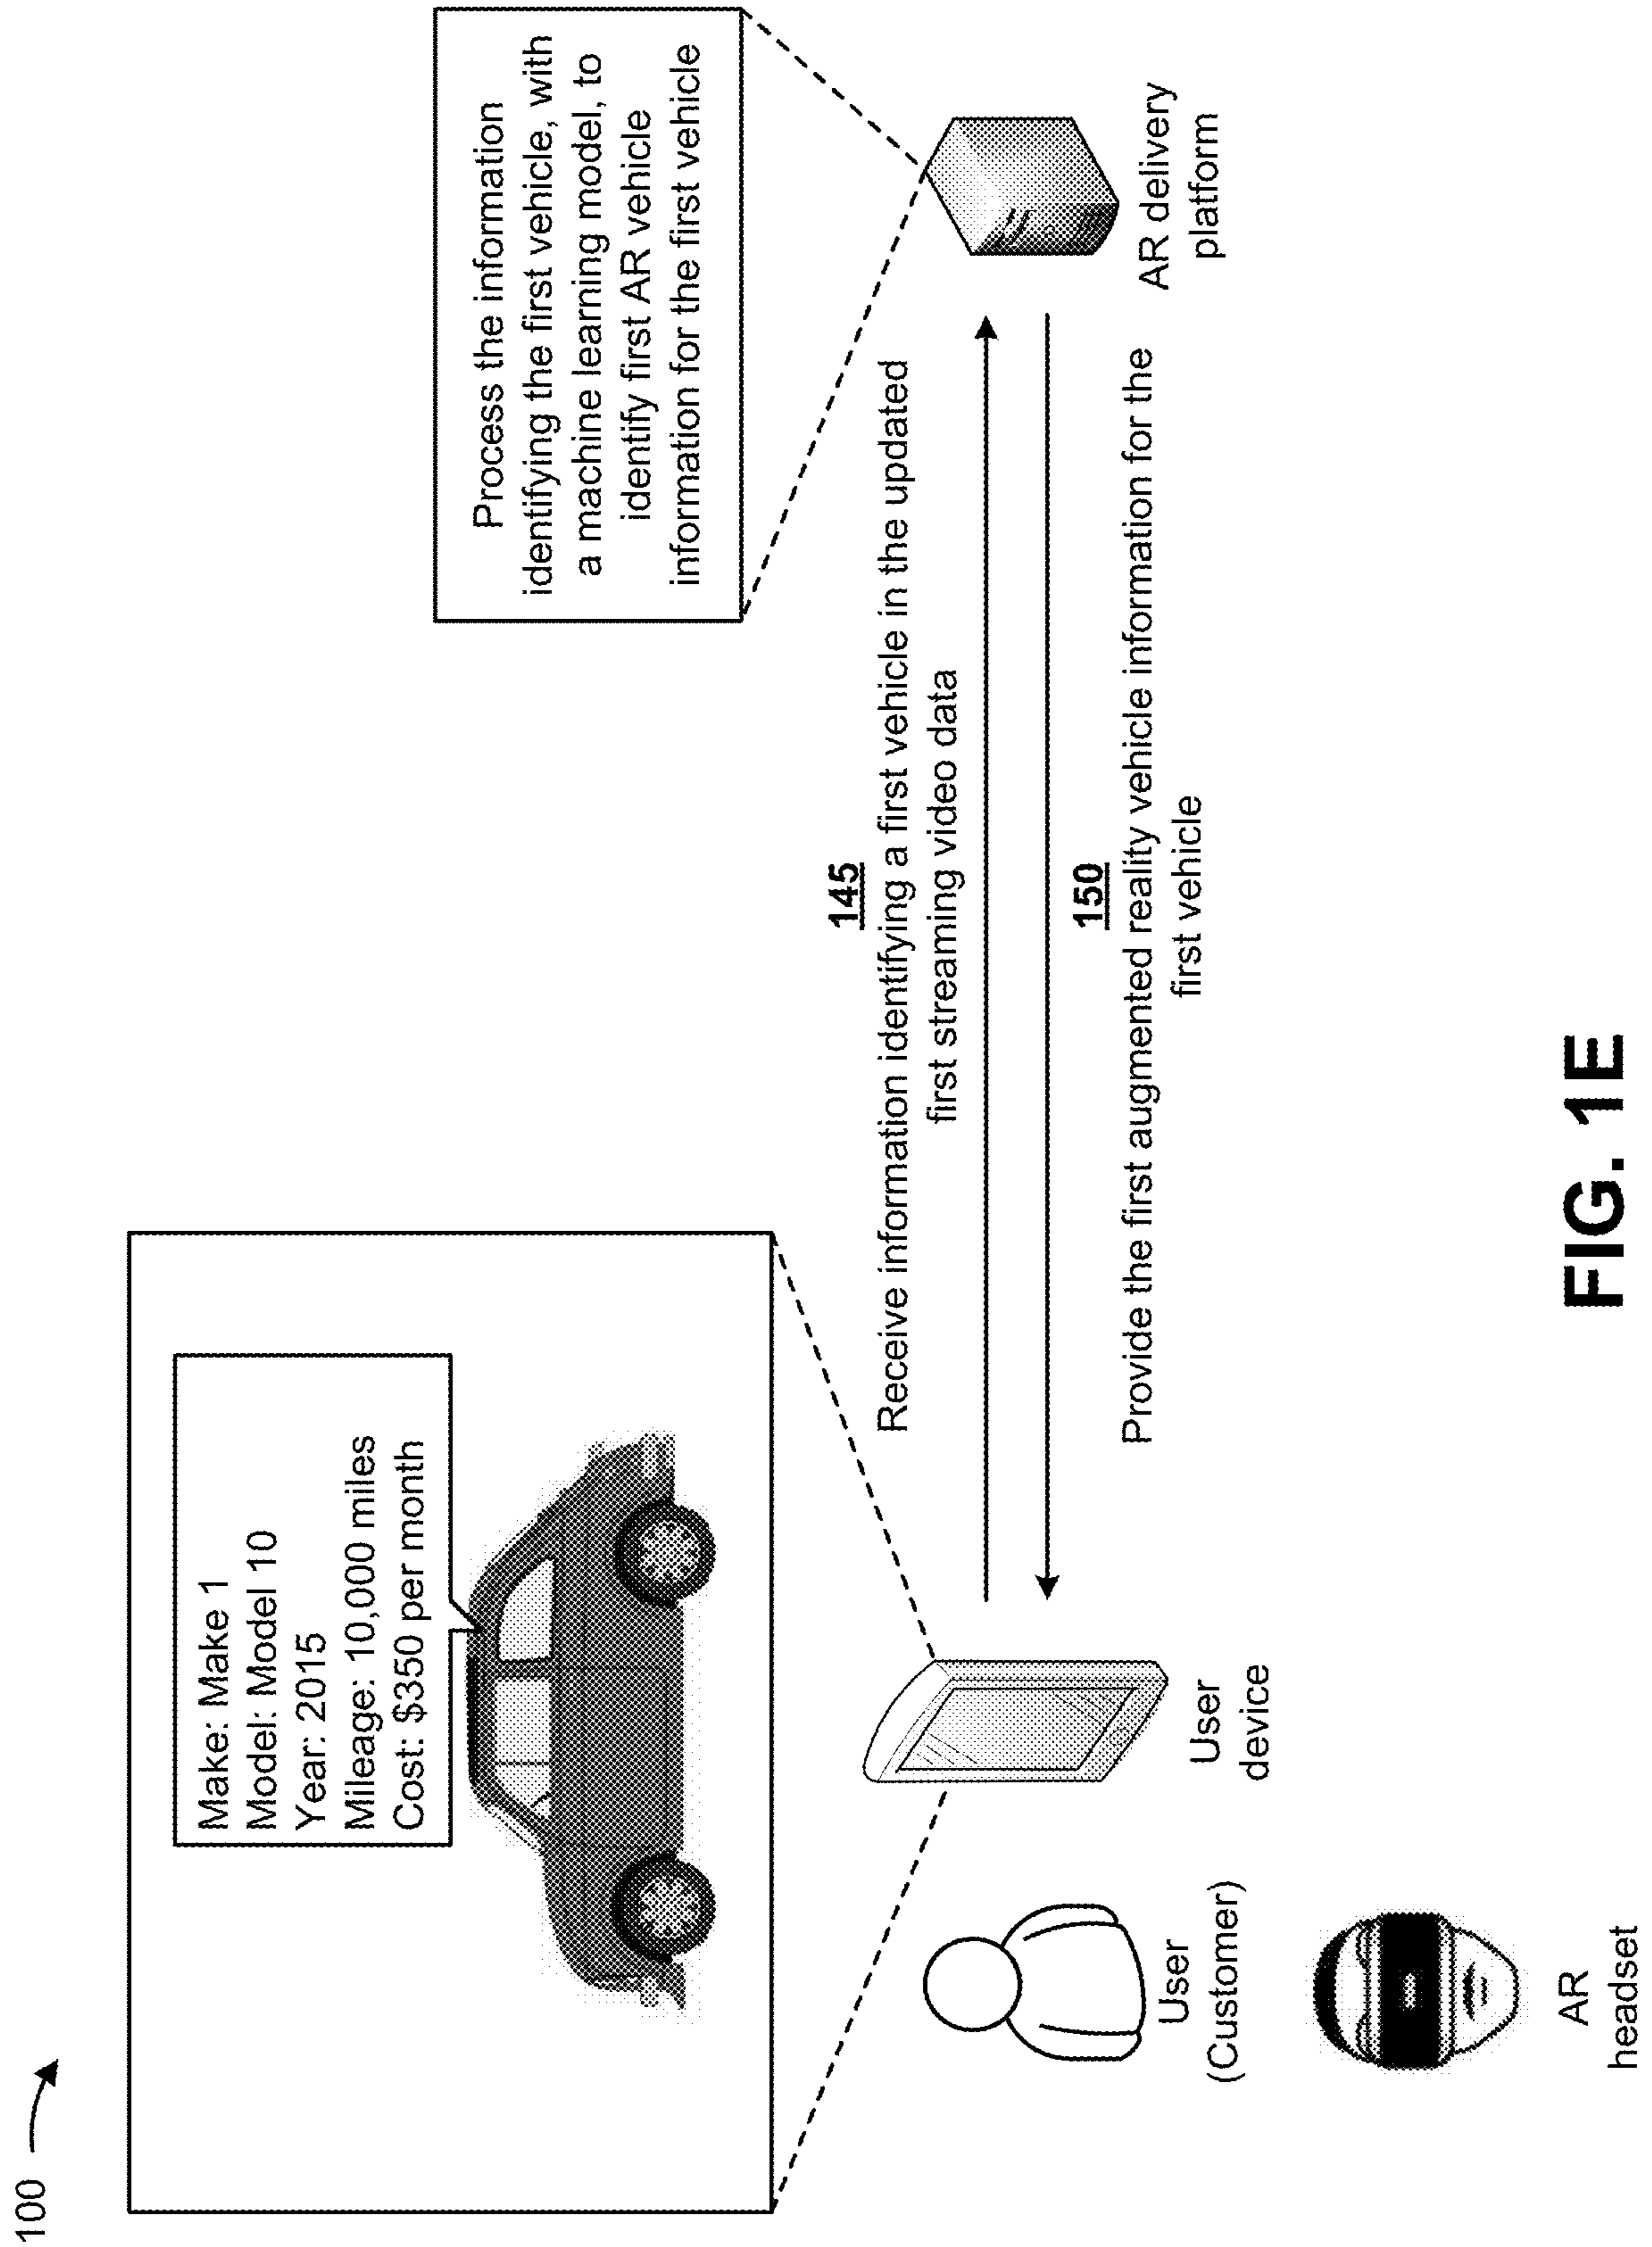 100
Make: Make 1
Model: Model 10
Year: 2015
Mileage: 10,000 miles
Cost: $350 per month
Process the information
identifying the first vehicle, with
a machine learning model, to
identify first AR vehicle
information for the first vehicle
145
Receive information identifying a first vehicle in the updated
first streaming video data
150
Provide the first augmented reality vehicle information for the
first vehicle
User
(Customer)
User
device
AR delivery
platform
AR
headset
FIG. 1E